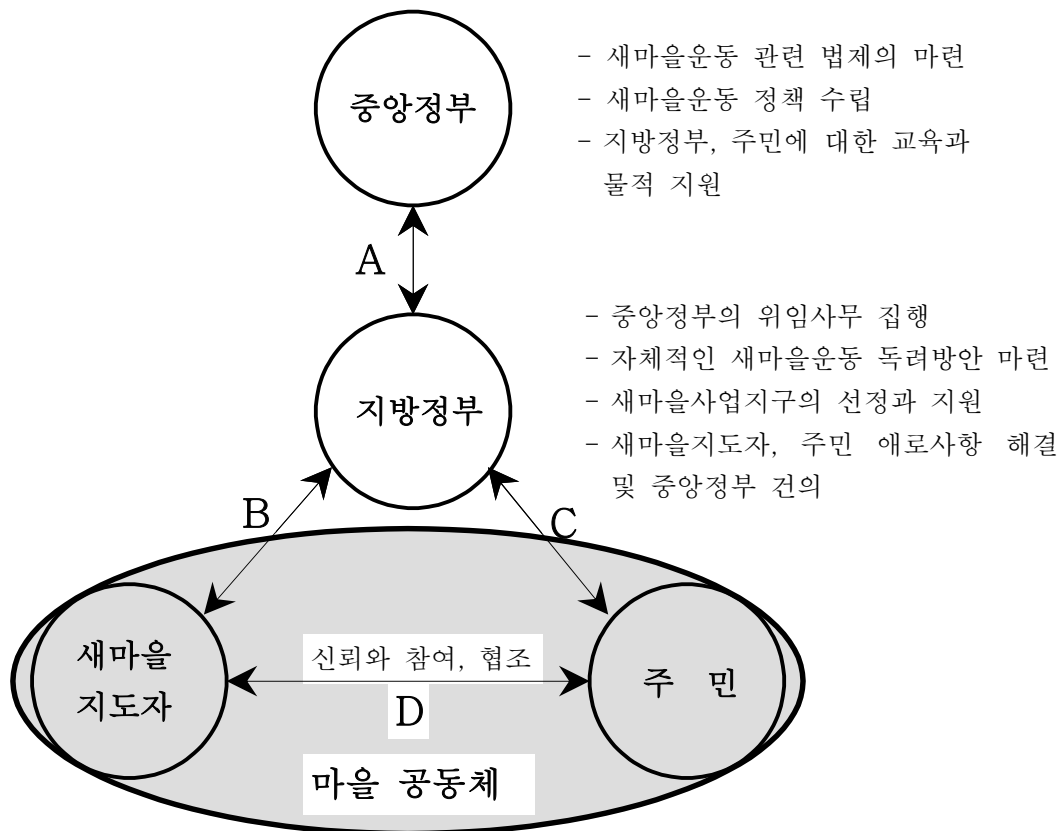 중앙정부
- 새마을운동 관련 법제의 마련
- 새마을운동 정책 수립
- 지방정부, 주민에 대한 교육과
물적 지원
A
지방정부
- 중앙정부의 위임사무 집행
- 자체적인 새마을운동 독려방안 마련
- 새마을사업지구의 선정과 지원
- 새마을지도자, 주민 애로사항 해결
및 중앙정부 건의
B
C
새마을
지도자
신뢰와 참여, 협조
D
주 민
마을 공동체